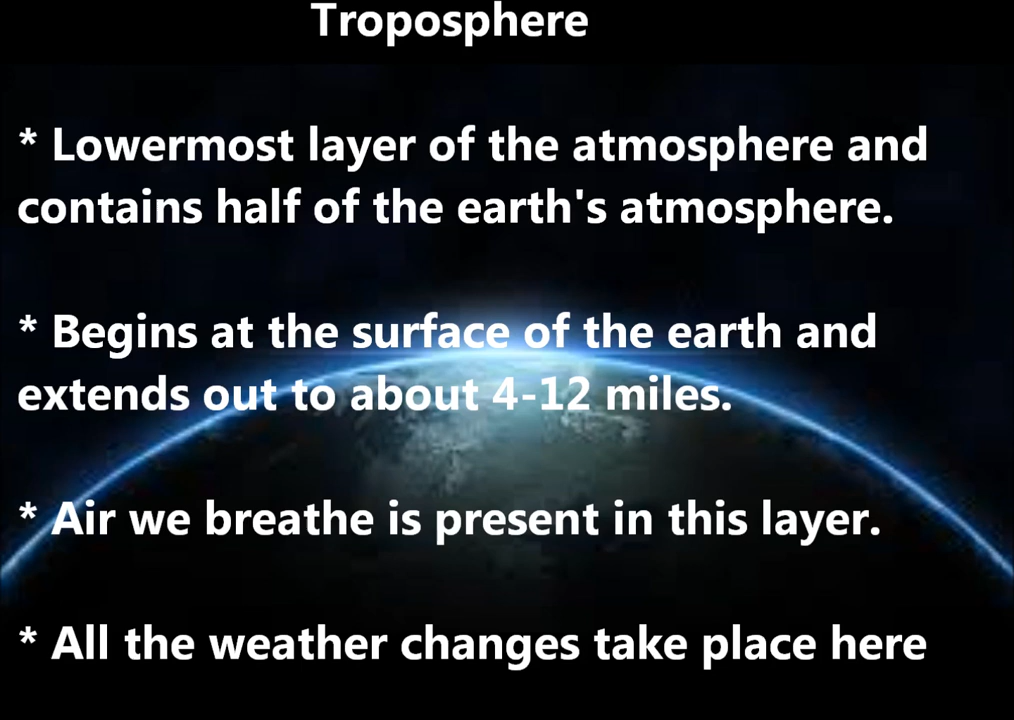 Troposphere
* Lowermost layer of the atmosphere and
contains half of the earth's atmosphere.
* Begins at the surface of the earth and
extends out to about 4-12 miles.
* Air we breathe is present in this layer.
* All the weather changes take place here